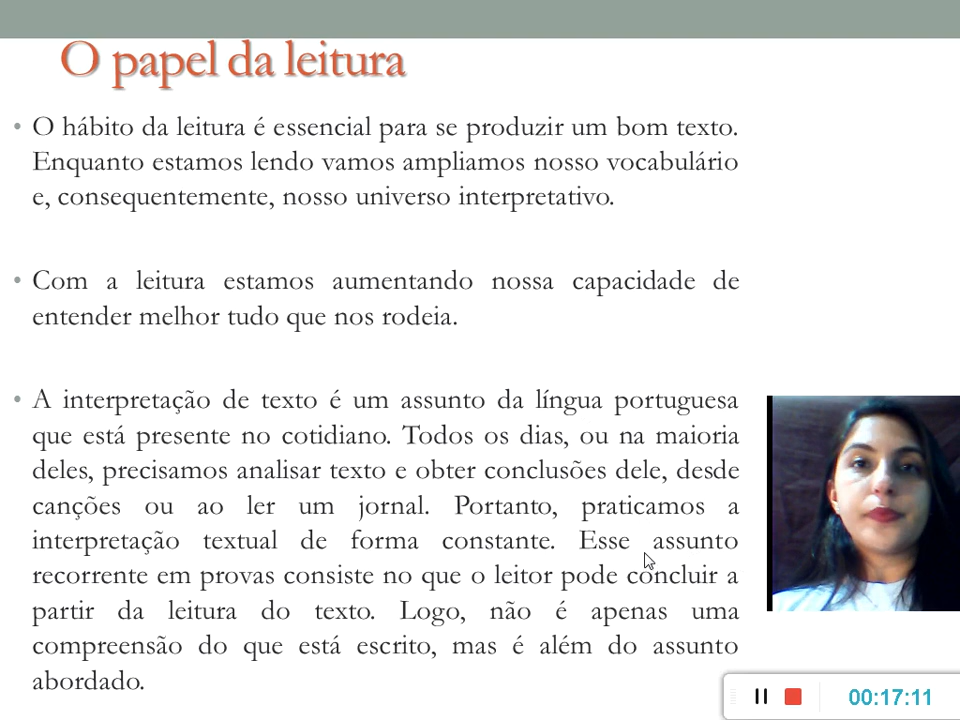 O papel da leitura
• O hábito da leitura é essencial para se produzir um bom texto.
Enquanto estamos lendo vamos ampliamos nosso vocabulário
e, consequentemente, nosso universo interpretativo.
• Com a leitura estamos aumentando nossa capacidade de
entender melhor tudo que nos rodeia.
• A interpretação de texto é um assunto da língua portuguesa
que está presente no cotidiano. Todos os dias, ou na maioria
deles, precisamos analisar texto e obter conclusões dele, desde
canções ou ao ler um jornal. Portanto, praticamos a
interpretação textual de forma constante. Esse assunto
recorrente em provas consiste no que o leitor pode concluir a
partir da leitura do texto. Logo, não é apenas uma
compreensão do que está escrito, mas é além do assunto
abordado.
00:17:11